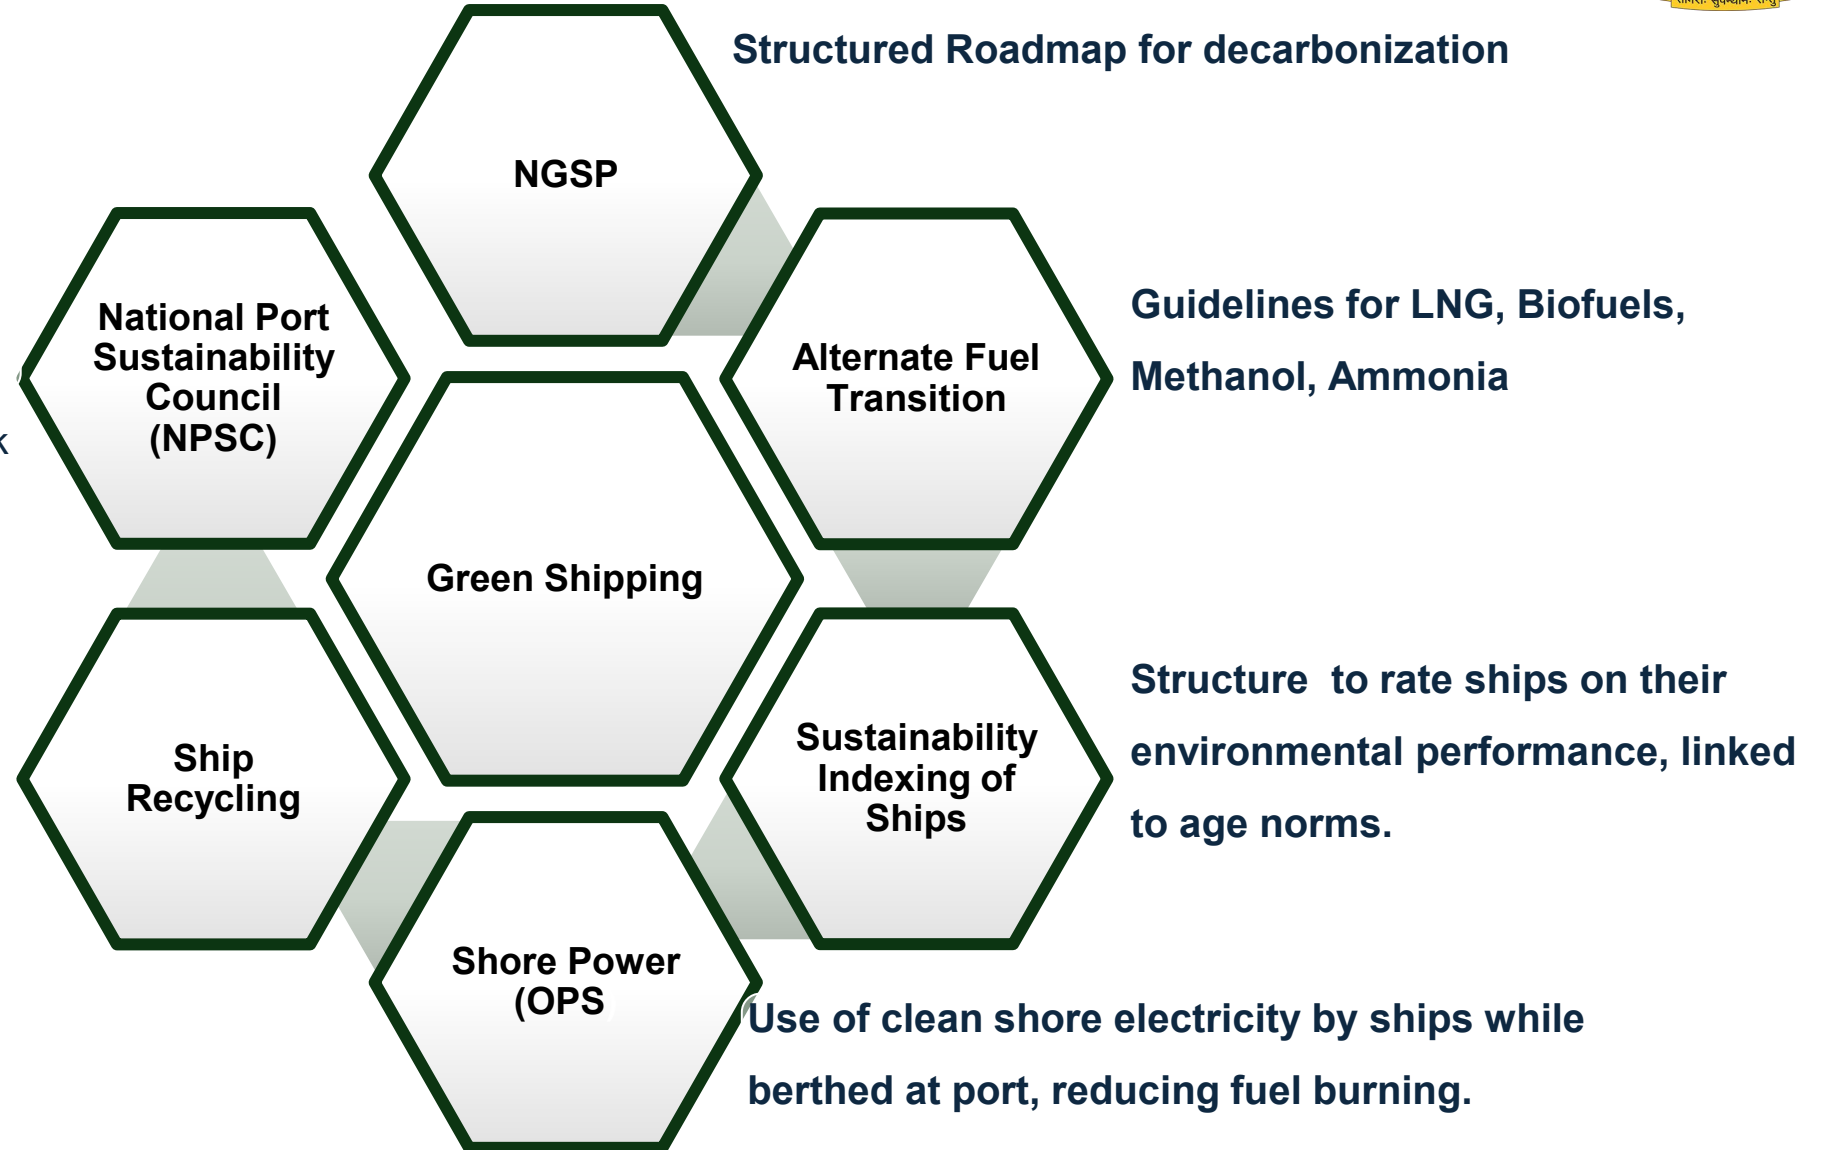 Structured Roadmap for decarbonization
NGSP
National Port
Sustainability
Council
(NPSC)
Alternate Fuel
Transition
Guidelines for LNG, Biofuels,
Methanol, Ammonia
Green Shipping
Ship
Recycling
Sustainability
Indexing of
Ships
Structure  to rate ships on their
environmental performance, linked
to age norms.
Shore Power
(OPS
Use of clean shore electricity by ships while
berthed at port, reducing fuel burning.